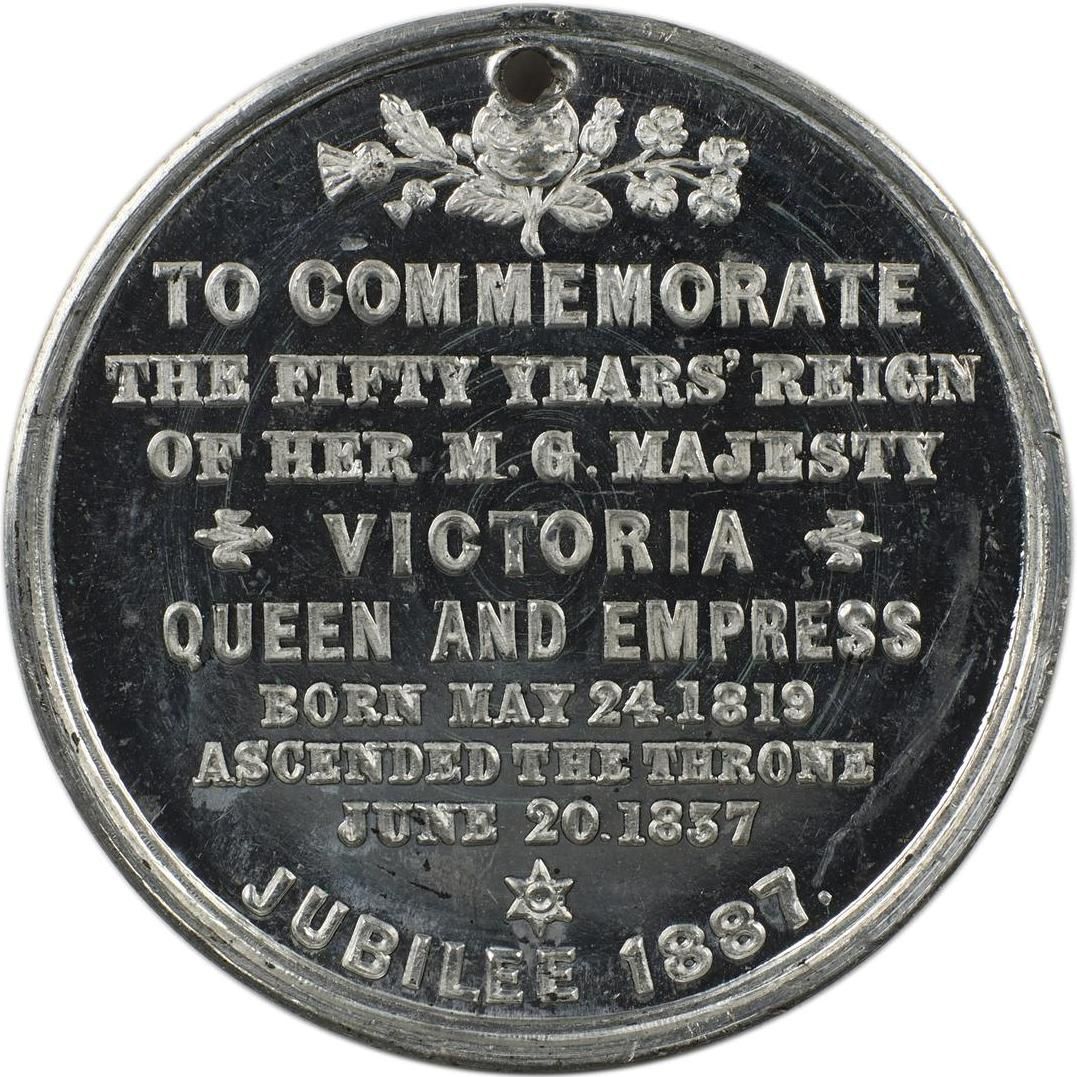 TO COMMEMORATE
THE FIFTY YEARS' REIGN
OF HER M. G. MAJESTY
VICTORIA
QUEEN AND EMPRESS
BORN MAY 24.1819
ASCENDED THE THRONE
JUNE 20.1837
JUBILEE 1887.